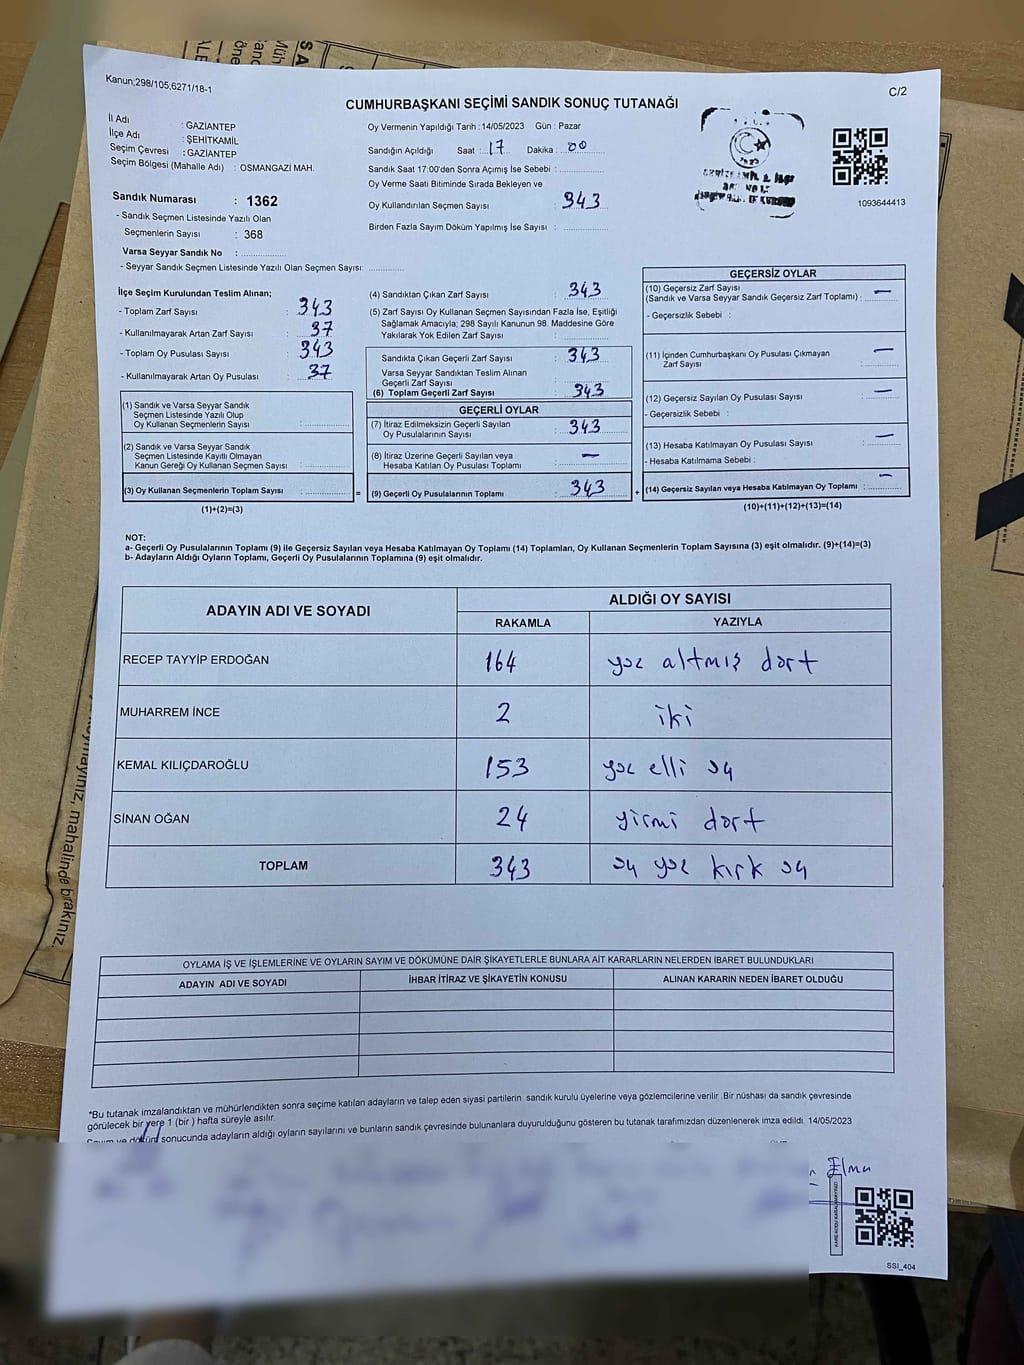 Kanun;298/105,6271/18-1
C/2
CUMHURBAŞKANI SEÇİMİ SANDIK SONUÇ TUTANAĞI
İl Adı : GAZİANTEP
İlçe Adı : ŞEHİTKAMİL
Seçim Çevresi : GAZİANTEP
Seçim Bölgesi (Mahalle Adı) : OSMANGAZİ MAH.
Sandık Numarası : 1362
- Sandık Seçmen Listesinde Yazılı Olan
Seçmenlerin Sayısı : 368
Varsa Seyyar Sandık No :
- Seyyar Sandık Seçmen Listesinde Yazılı Olan Seçmen Sayısı:
Oy Vermenin Yapıldığı Tarih :14/05/2023 Gün : Pazar
Sandığın Açıldığı Saat : 17 Dakika : 00
Sandık Saat 17:00'den Sonra Açımış İse Sebebi :
Oy Verme Saati Bitiminde Sırada Bekleyen ve
Oy Kullandırılan Seçmen Sayısı : 343
Birden Fazla Sayım Döküm Yapılmış İse Sayısı :
1093644413
İlçe Seçim Kurulundan Teslim Alınan;
- Toplam Zarf Sayısı : 343
- Kullanılmayarak Artan Zarf Sayısı : 37
- Toplam Oy Pusulası Sayısı : 343
- Kullanılmayarak Artan Oy Pusulası : 37
(1) Sandık ve Varsa Seyyar Sandık
Seçmen Listesinde Yazılı Olup
Oy Kullanan Seçmenlerin Sayısı :
(2) Sandık ve Varsa Seyyar Sandık
Seçmen Listesinde Kayıtlı Olmayan
Kanun Gereği Oy Kullanan Seçmen Sayısı :
(3) Oy Kullanan Seçmenlerin Toplam Sayısı : =
(1)+(2)=(3)
(4) Sandıktan Çıkan Zarf Sayısı : 343
(5) Zarf Sayısı Oy Kullanan Seçmen Sayısından Fazla İse, Eşitliği
Sağlamak Amacıyla; 298 Sayılı Kanunun 98. Maddesine Göre
Yakılarak Yok Edilen Zarf Sayısı :
Sandıkta Çıkan Geçerli Zarf Sayısı : 343
Varsa Seyyar Sandıktan Teslim Alınan
Geçerli Zarf Sayısı :
(6) Toplam Geçerli Zarf Sayısı : 343
GEÇERLİ OYLAR
(7) İtiraz Edilmeksizin Geçerli Sayılan
Oy Pusulalarının Sayısı : 343
(8) İtiraz Üzerine Geçerli Sayılan veya
Hesaba Katılan Oy Pusulası Toplamı : —
(9) Geçerli Oy Pusulalarının Toplamı : 343 +
GEÇERSİZ OYLAR
(10) Geçersiz Zarf Sayısı
(Sandık ve Varsa Seyyar Sandık Geçersiz Zarf Toplamı) : —
- Geçersizlik Sebebi :
(11) İçinden Cumhurbaşkanı Oy Pusulası Çıkmayan
Zarf Sayısı : —
(12) Geçersiz Sayılan Oy Pusulası Sayısı : —
- Geçersizlik Sebebi :
(13) Hesaba Katılmayan Oy Pusulası Sayısı : —
- Hesaba Katılmama Sebebi :
(14) Geçersiz Sayılan veya Hesaba Katılmayan Oy Toplamı : —
(10)+(11)+(12)+(13)=(14)
NOT:
a- Geçerli Oy Pusulalarının Toplamı (9) ile Geçersiz Sayılan veya Hesaba Katılmayan Oy Toplamı (14) Toplamları, Oy Kullanan Seçmenlerin Toplam Sayısına (3) eşit olmalıdır. (9)+(14)=(3)
b- Adayların Aldığı Oyların Toplamı, Geçerli Oy Pusulalarının Toplamına (9) eşit olmalıdır.
ADAYIN ADI VE SOYADI ALDIĞI OY SAYISI
RAKAMLA YAZIYLA
RECEP TAYYİP ERDOĞAN 164 yüz altmış dört
MUHARREM İNCE 2 iki
KEMAL KILIÇDAROĞLU 153 yüz elli üç
SİNAN OĞAN 24 yirmi dört
TOPLAM 343 üç yüz kırk üç
OYLAMA İŞ VE İŞLEMLERİNE VE OYLARIN SAYIM VE DÖKÜMÜNE DAİR ŞİKAYETLERLE BUNLARA AİT KARARLARIN NELERDEN İBARET BULUNDUKLARI
ADAYIN ADI VE SOYADI İHBAR İTİRAZ VE ŞİKAYETİN KONUSU ALINAN KARARIN NEDEN İBARET OLDUĞU
*Bu tutanak imzalandıktan ve mühürlendikten sonra seçime katılan adayların ve talep eden siyasi partilerin sandık kurulu üyelerine veya gözlemcilerine verilir .Bir nüshası da sandık çevresinde
görülecek bir yere 1 (bir ) hafta süreyle asılır.
sonucunda adayların aldığı oyların sayılarını ve bunların sandık çevresinde bulunanlara duyurulduğunu gösteren bu tutanak tarafımızdan düzenlenerek imza edildi. 14/05/2023
SSİ_404
mahalinde bırakınız.